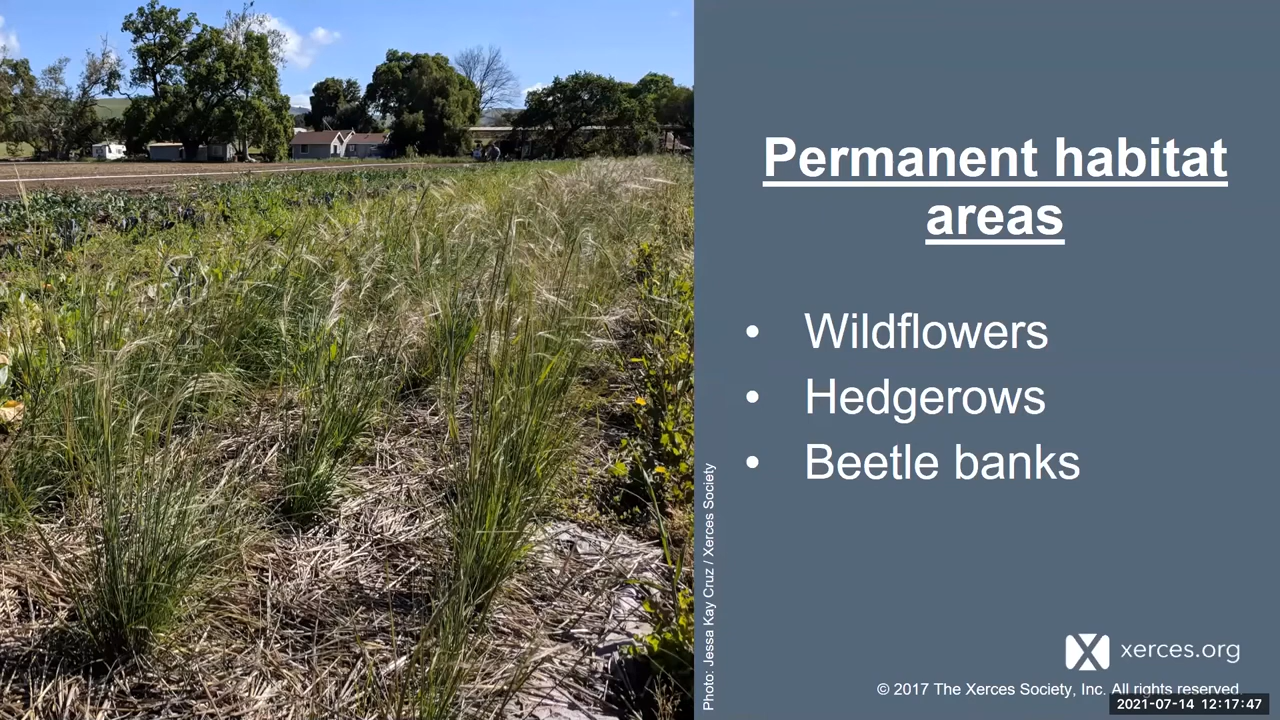 Permanent habitat
areas
• Wildflowers
• Hedgerows
• Beetle banks
Photo: Jessa Kay Cruz / Xerces Society
xerces.org
© 2017 The Xerces Society, Inc. All rights reserved
2021-07-14 12:17:47